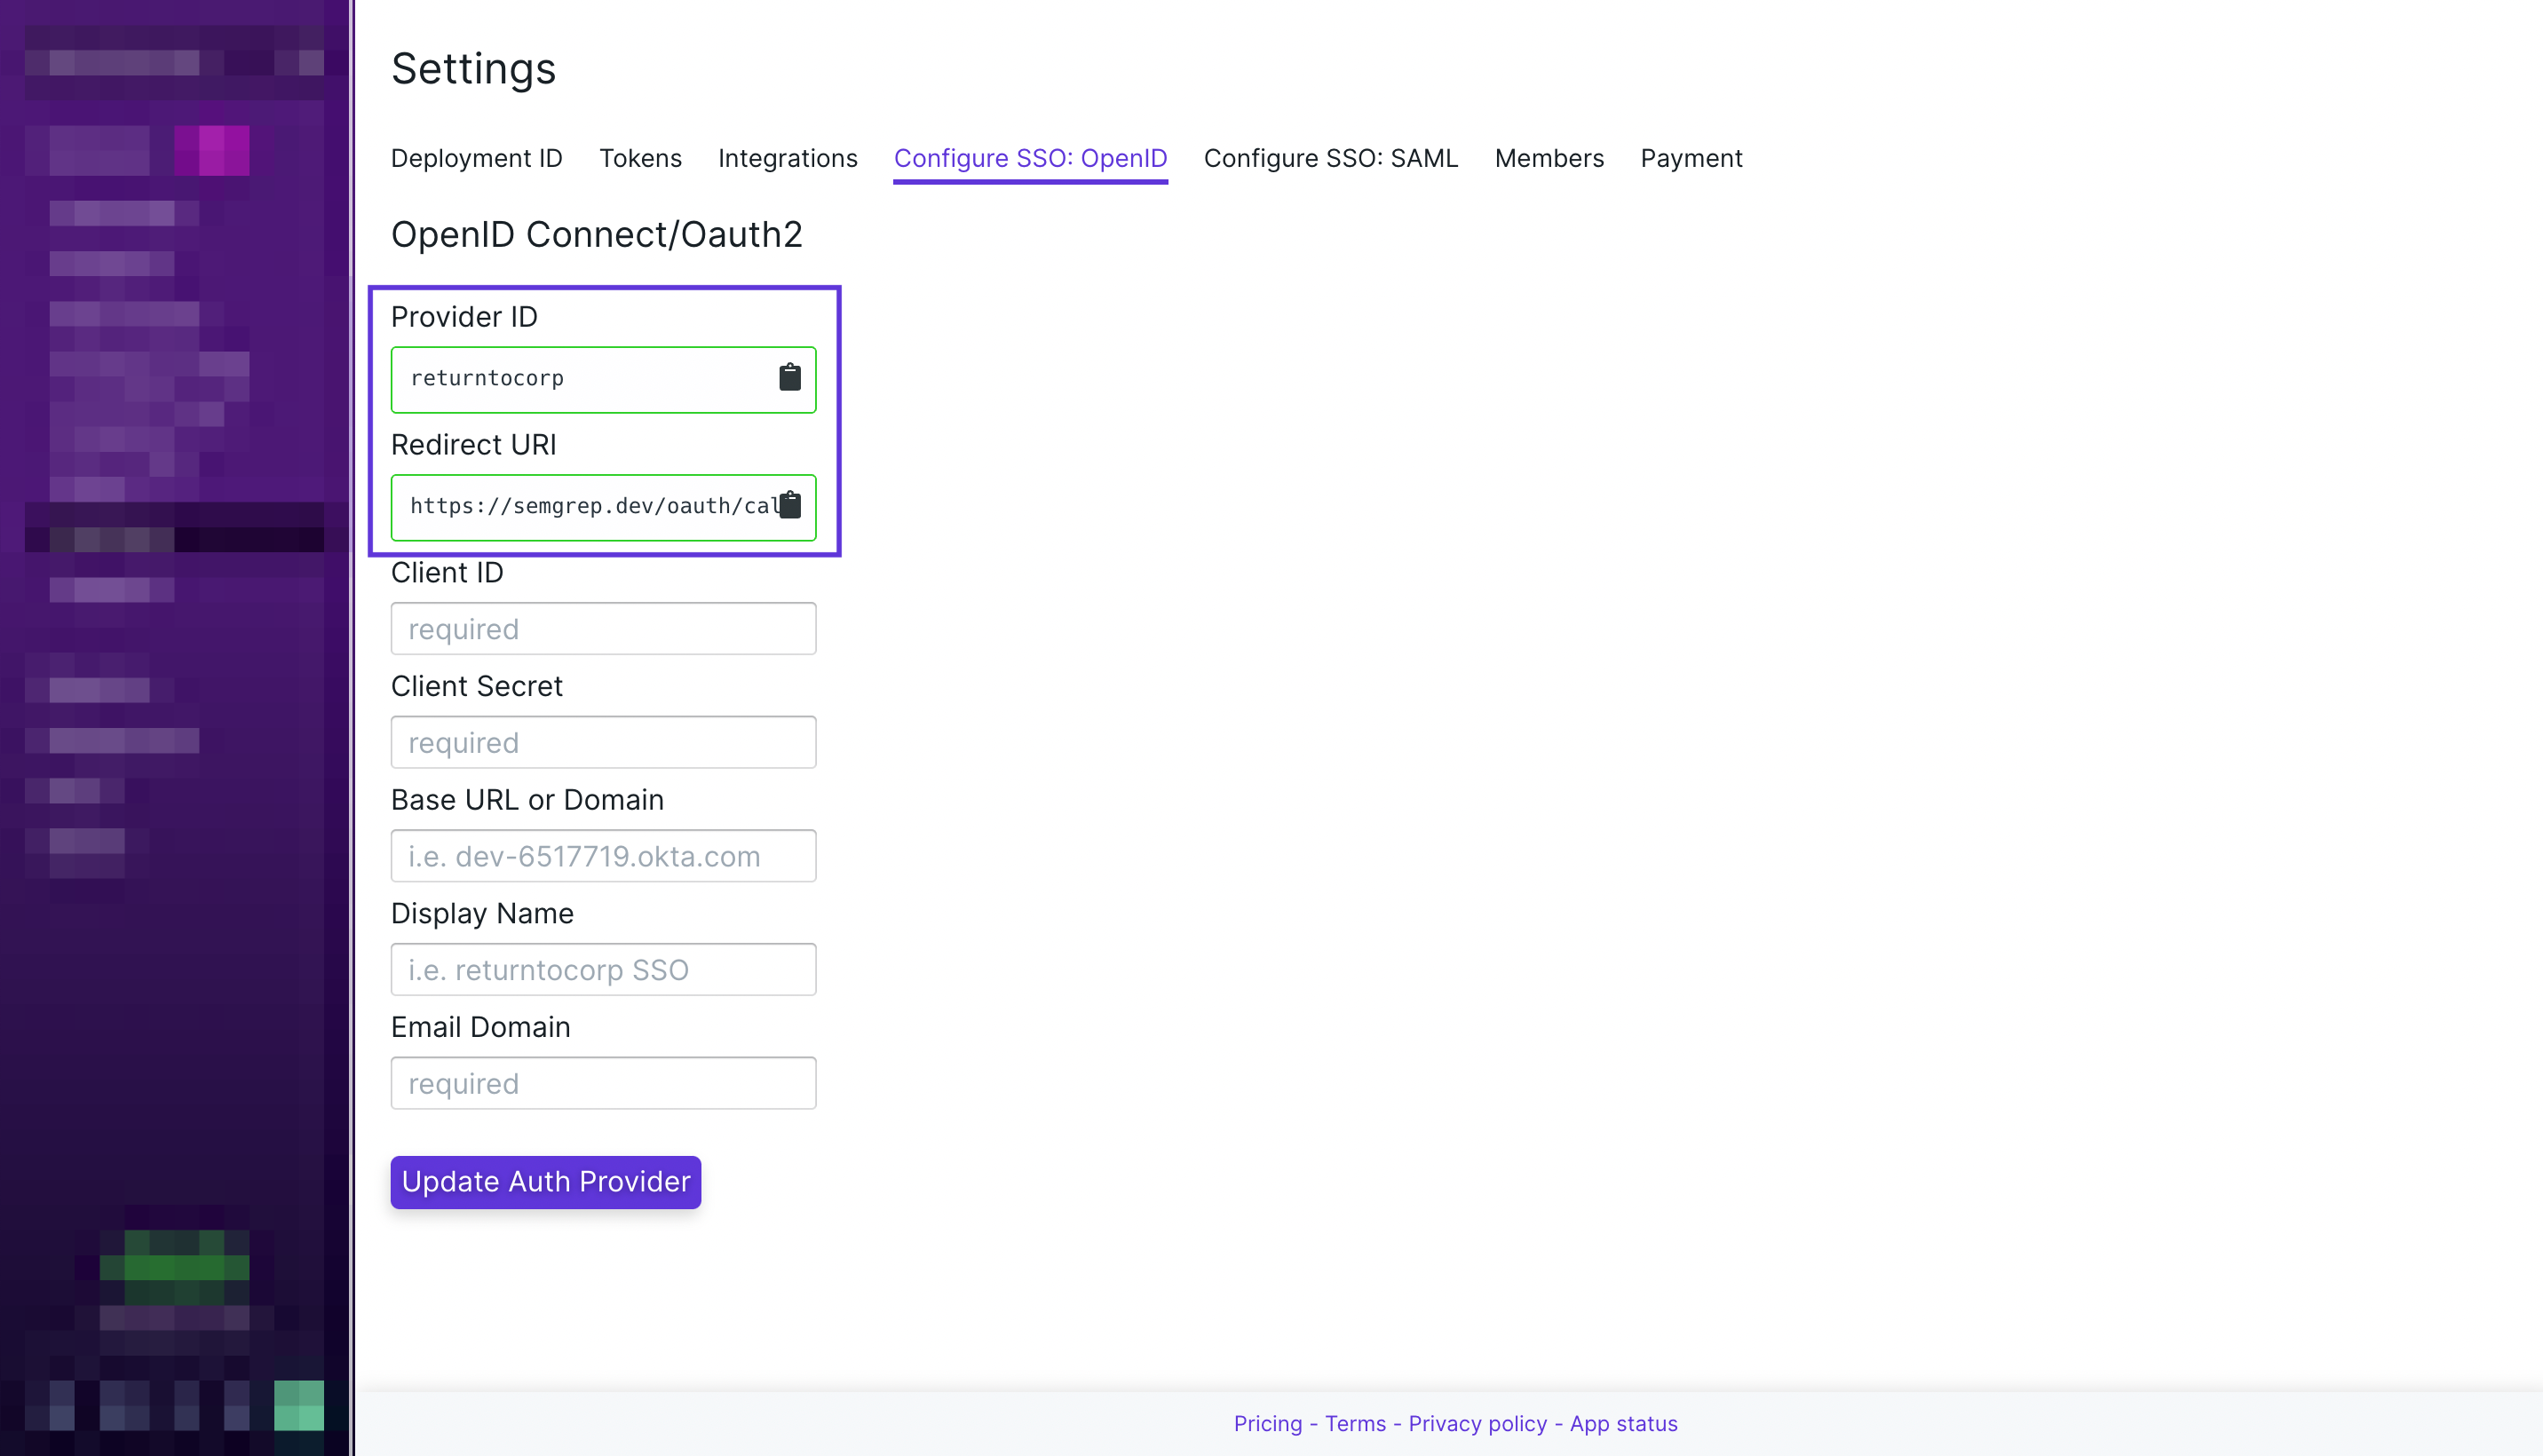 Settings
Deployment ID Tokens Integrations Configure SSO: OpenID Configure SSO: SAML Members Payment
OpenID Connect/Oauth2
Provider ID
returntocorp
Redirect URI
https://semgrep.dev/oauth/cal
Client ID
required
Client Secret
required
Base URL or Domain
i.e. dev-6517719.okta.com
Display Name
i.e. returntocorp SSO
Email Domain
required
Update Auth Provider
Pricing - Terms - Privacy policy - App status